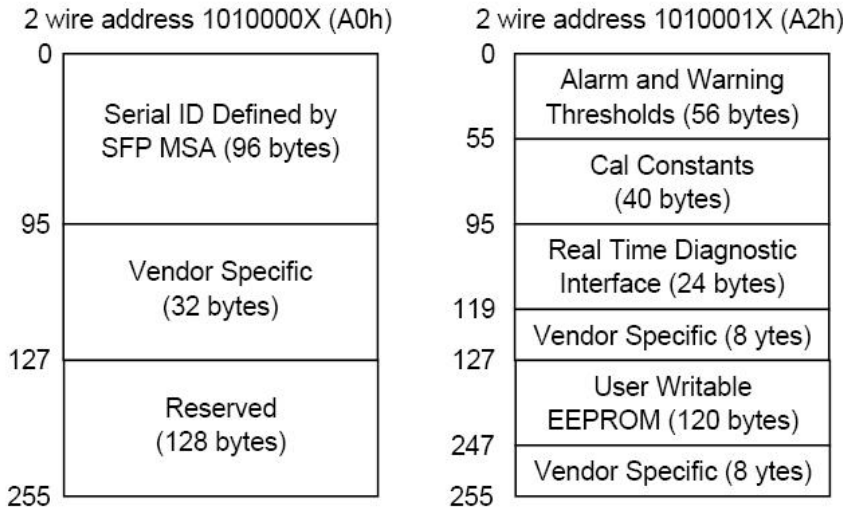 2 wire address 1010000X (A0h)
0
Serial ID Defined by
SFP MSA (96 bytes)
95
Vendor Specific
(32 bytes)
127
Reserved
(128 bytes)
255
2 wire address 1010001X (A2h)
0
Alarm and Warning
Thresholds (56 bytes)
55
Cal Constants
(40 bytes)
95
Real Time Diagnostic
Interface (24 bytes)
119
Vendor Specific (8 ytes)
127
User Writable
EEPROM (120 bytes)
247
Vendor Specific (8 ytes)
255